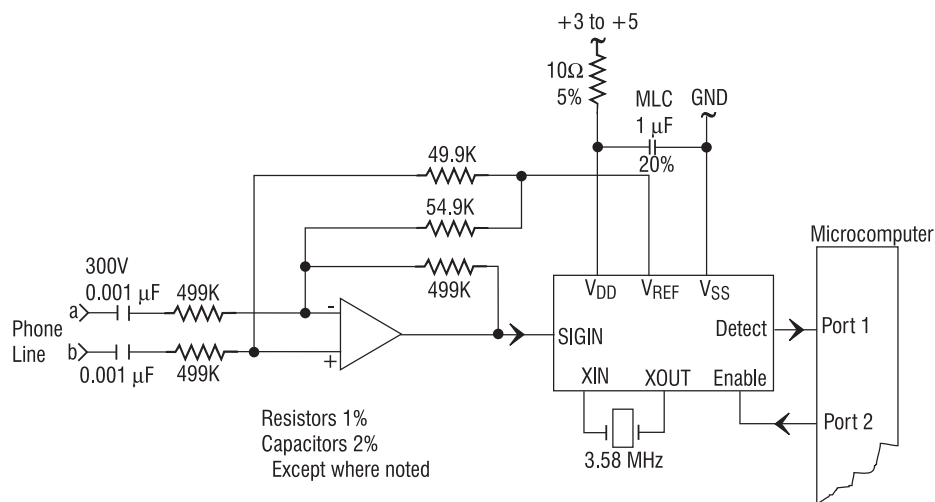 +3 to +5
10Ω
5%
MLC
1 µF
20%
GND
49.9K
54.9K
499K
Microcomputer
300V
0.001 µF
499K
a
Phone
Line
b
0.001 µF
499K
-
+
VDD
VREF
VSS
SIGIN
Detect
Port 1
XIN
XOUT
Enable
Port 2
3.58 MHz
Resistors 1%
Capacitors 2%
Except where noted